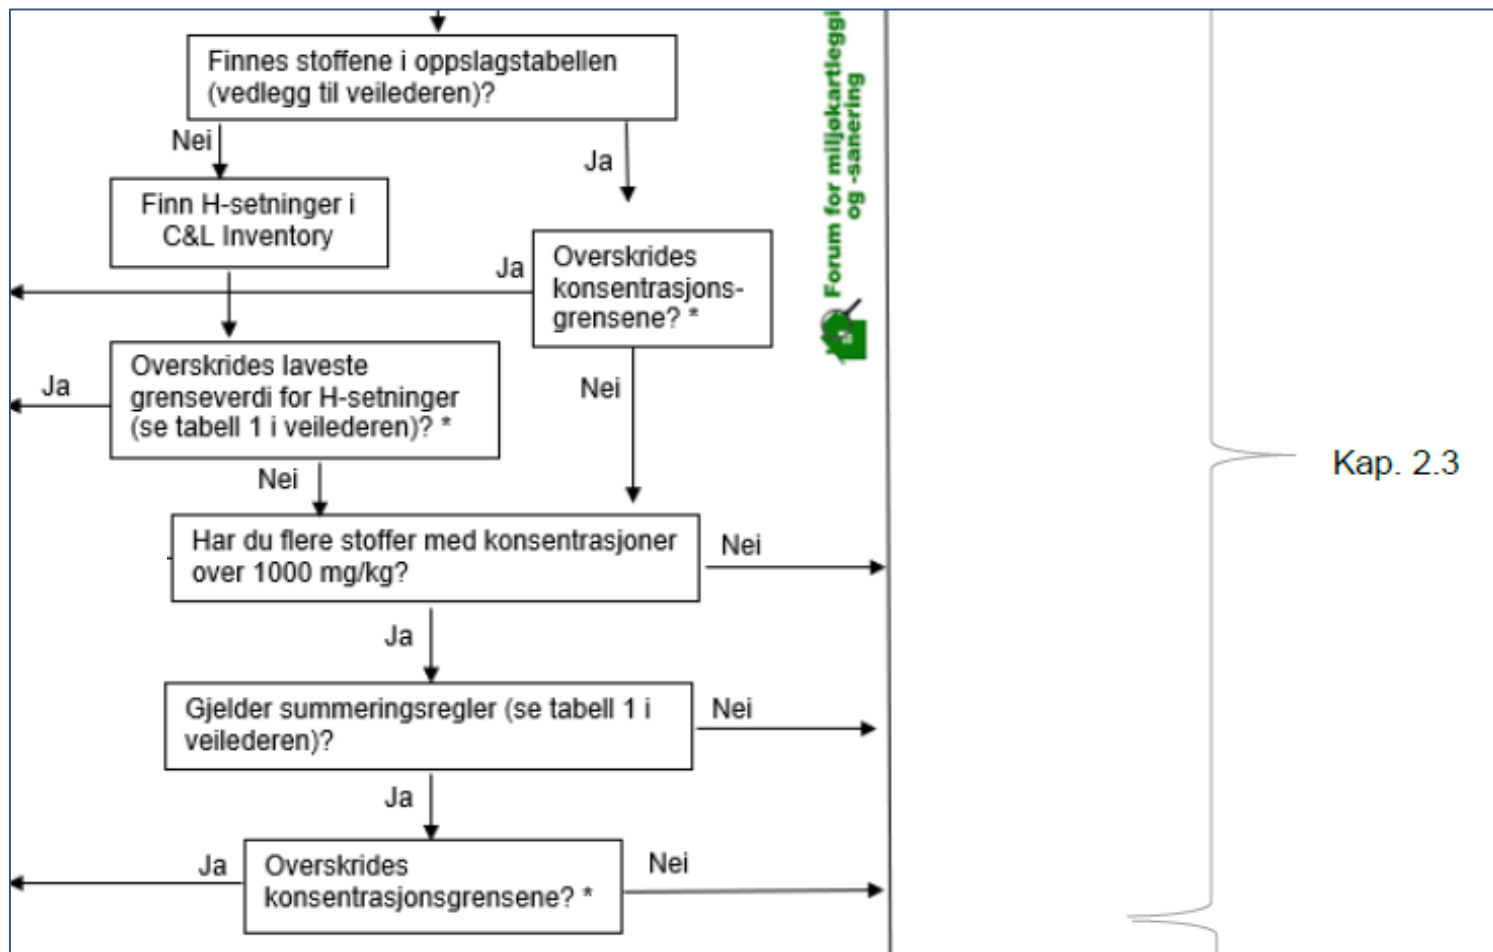 Finnes stoffene i oppslagstabellen
(vedlegg til veilederen)?
Nei
Ja
Finn H-setninger i
C&L Inventory
Ja
Overskrides
konsentrasjons-
grensene? *
Ja
Overskrides laveste
grenseverdi for H-setninger
(se tabell 1 i veilederen)? *
Nei
Nei
Har du flere stoffer med konsentrasjoner
over 1000 mg/kg?
Nei
Ja
Gjelder summeringsregler (se tabell 1 i
veilederen)?
Nei
Ja
Ja
Overskrides
konsentrasjonsgrensene? *
Nei
Forum for miljøkartleggi
og -sanering
Kap. 2.3